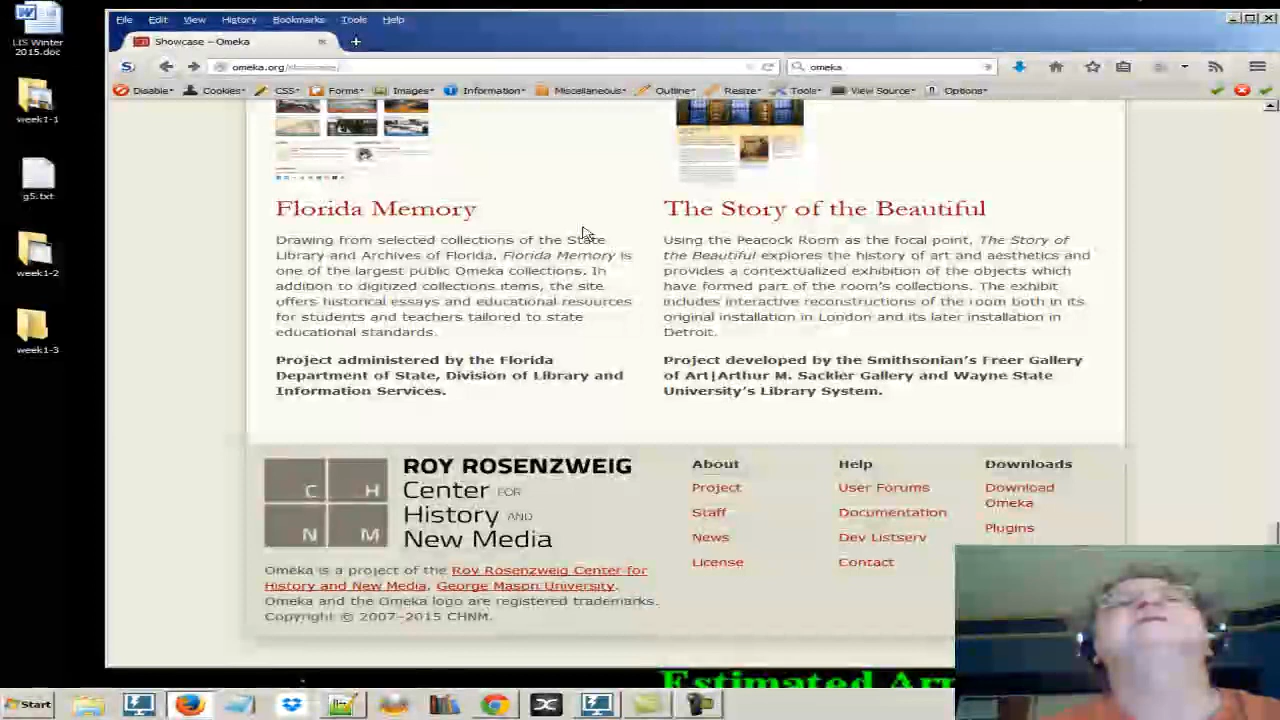 LIS Winter
2015.doc
week1-1
g5.txt
week1-2
week1-3
File Edit View History Bookmarks Tools Help
Showcase – Omeka
omeka.org/showcase/
omeka
Disable Cookies CSS Forms Images Information Miscellaneous Outline Resize Tools View Source Options
Florida Memory
Drawing from selected collections of the State
Library and Archives of Florida, Florida Memory is
one of the largest public Omeka collections. In
addition to digitized collections items, the site
offers historical essays and educational resources
for students and teachers tailored to state
educational standards.
Project administered by the Florida
Department of State, Division of Library and
Information Services.
The Story of the Beautiful
Using the Peacock Room as the focal point, The Story of
the Beautiful explores the history of art and aesthetics and
provides a contextualized exhibition of the objects which
have formed part of the room's collections. The exhibit
includes interactive reconstructions of the room both in its
original installation in London and its later installation in
Detroit.
Project developed by the Smithsonian's Freer Gallery
of Art|Arthur M. Sackler Gallery and Wayne State
University's Library System.
C H
N M
ROY ROSENZWEIG
Center FOR
History AND
New Media
Omeka is a project of the Roy Rosenzweig Center for
History and New Media, George Mason University.
Omeka and the Omeka logo are registered trademarks.
Copyright © 2007–2015 CHNM.
About
Project
Staff
News
License
Help
User Forums
Documentation
Dev Listserv
Contact
Downloads
Download
Omeka
Plugins
Estimated
Start